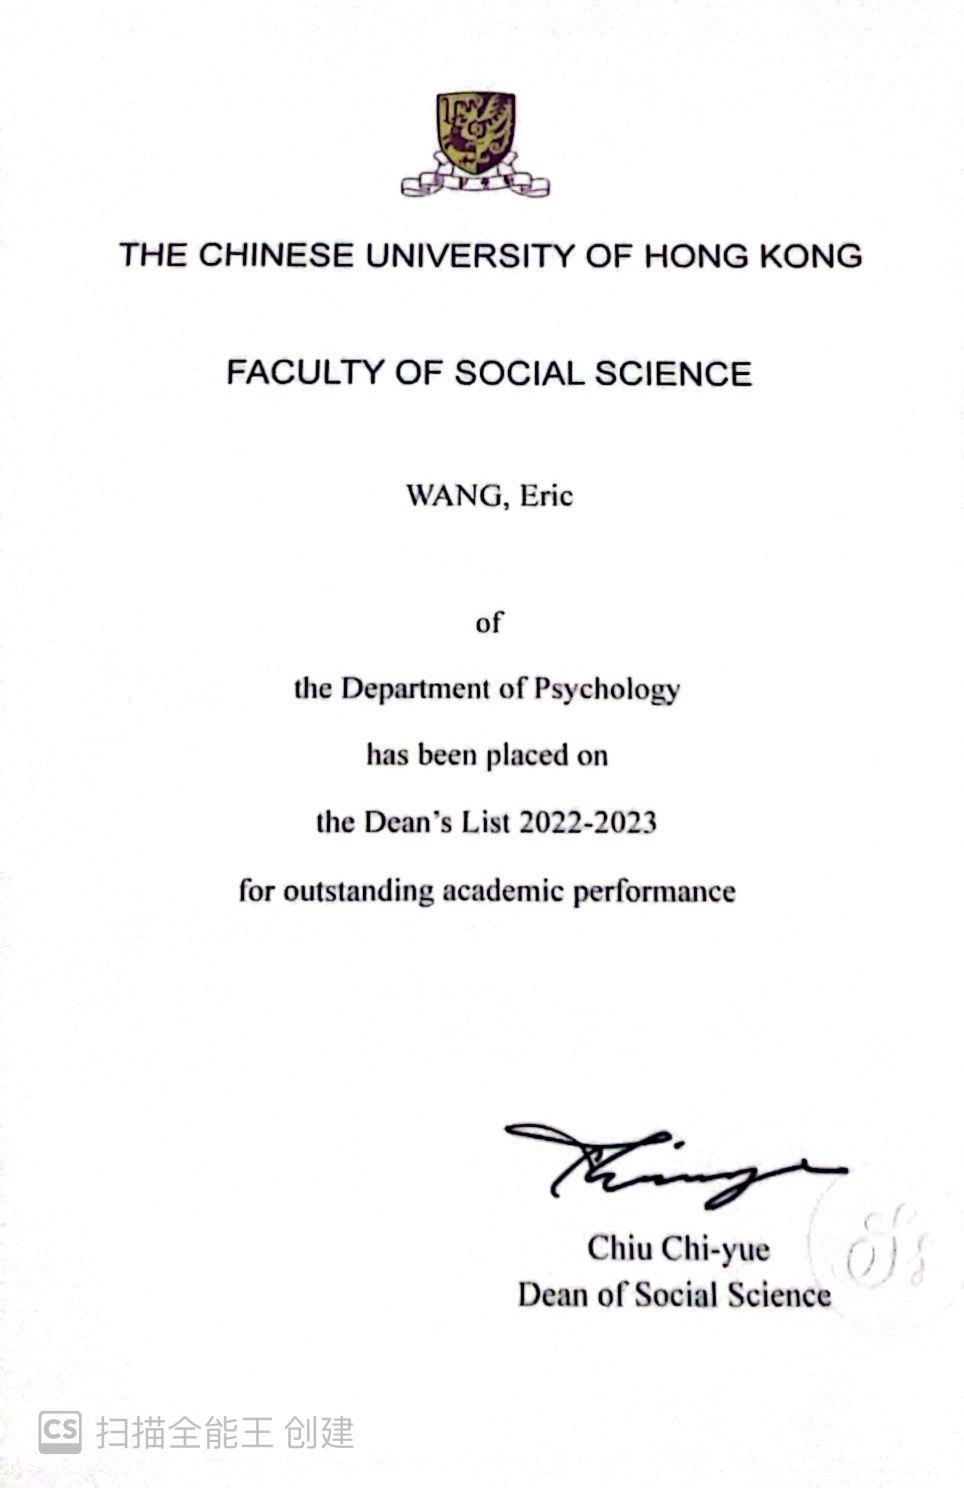 THE CHINESE UNIVERSITY OF HONG KONG
FACULTY OF SOCIAL SCIENCE
WANG, Eric
of
the Department of Psychology
has been placed on
the Dean's List 2022-2023
for outstanding academic performance
Chiu Chi-yue
Dean of Social Science
CS 扫描全能王 创建